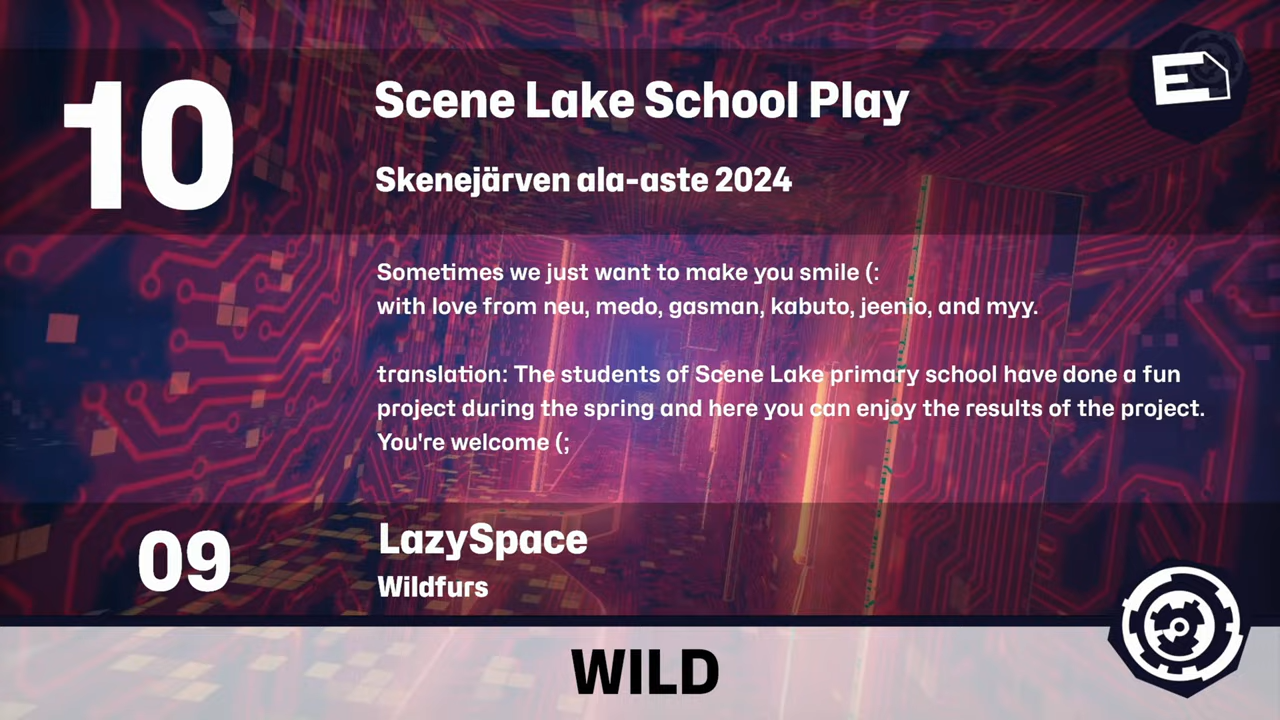 10
Scene Lake School Play
Skenejärven ala-aste 2024
Sometimes we just want to make you smile (:
with love from neu, medo, gasman, kabuto, jeenio, and myy.
translation: The students of Scene Lake primary school have done a fun
project during the spring and here you can enjoy the results of the project.
You're welcome (;
09
LazySpace
Wildfurs
WILD